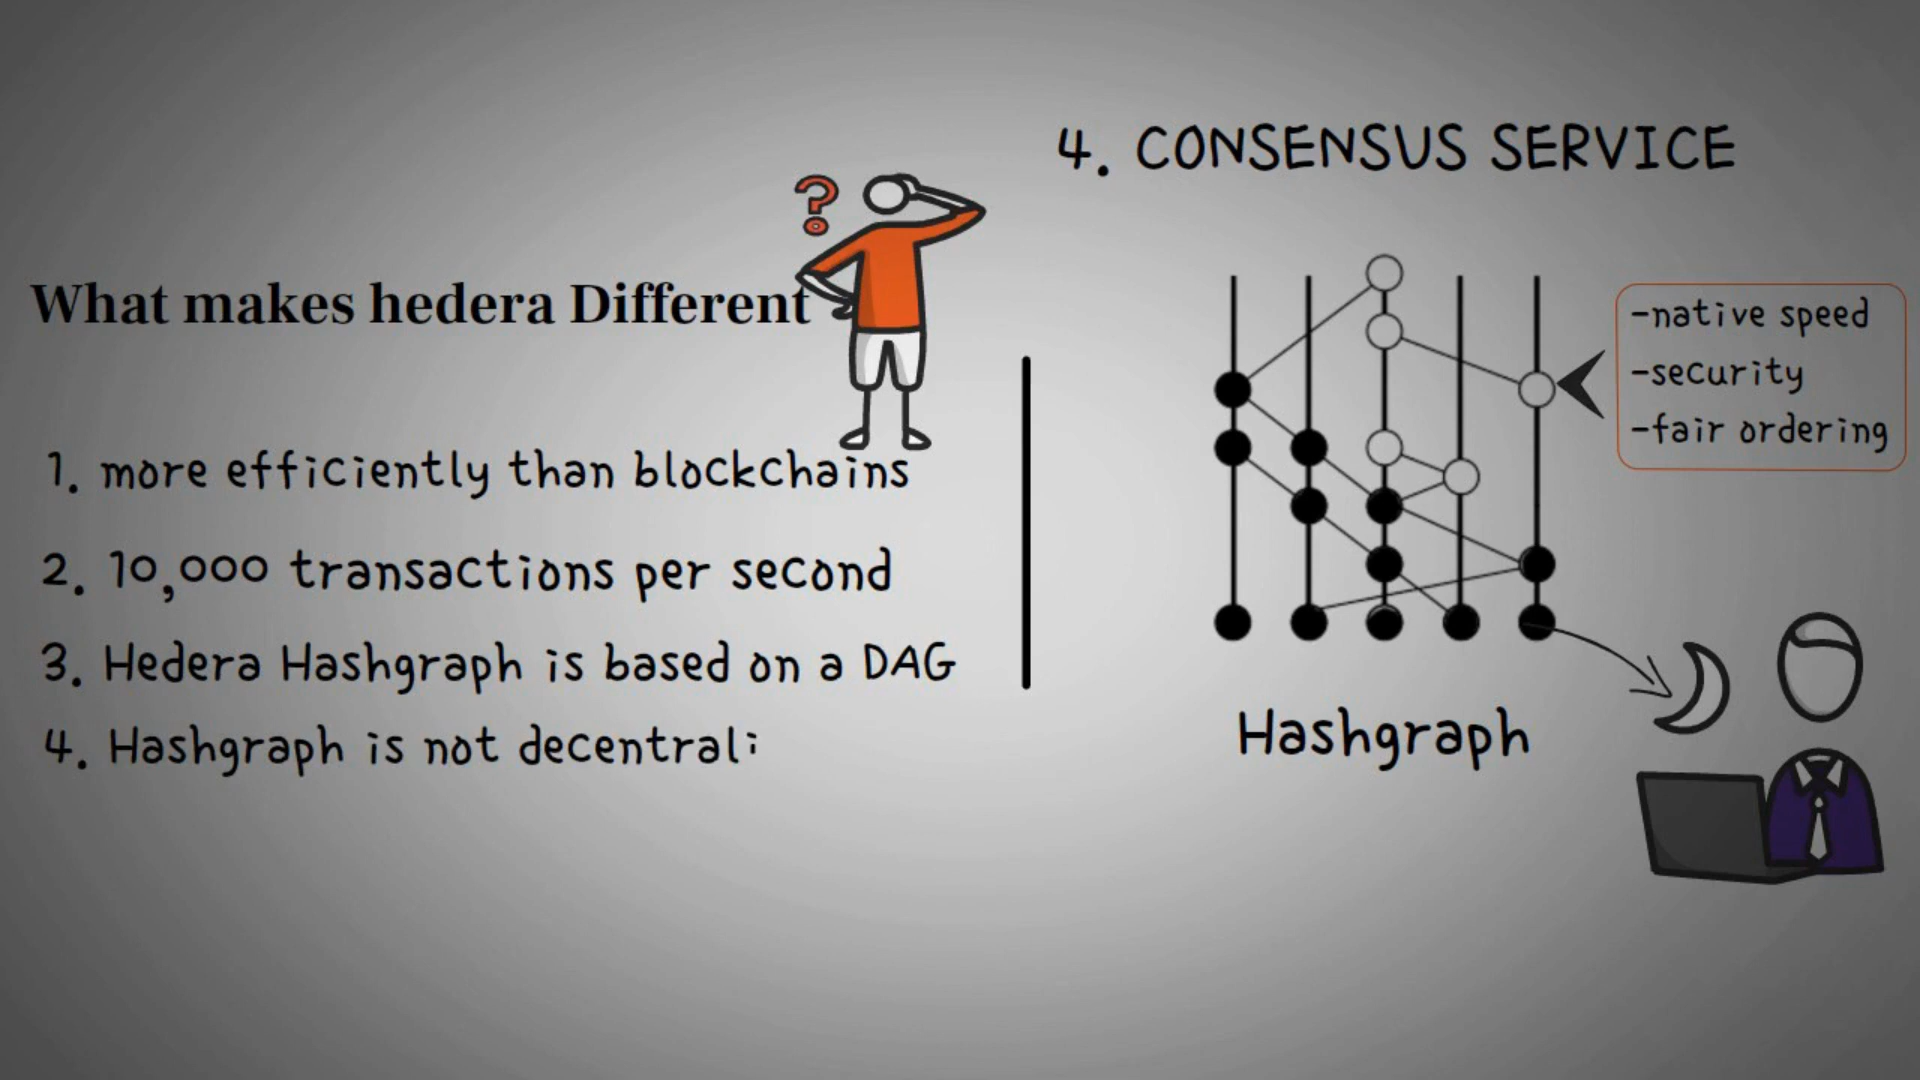 What makes hedera Different
?
1. more efficiently than blockchains
2. 10,000 transactions per second
3. Hedera Hashgraph is based on a DAG
4. Hashgraph is not decentrali
4. CONSENSUS SERVICE
-native speed
-security
-fair ordering
Hashgraph